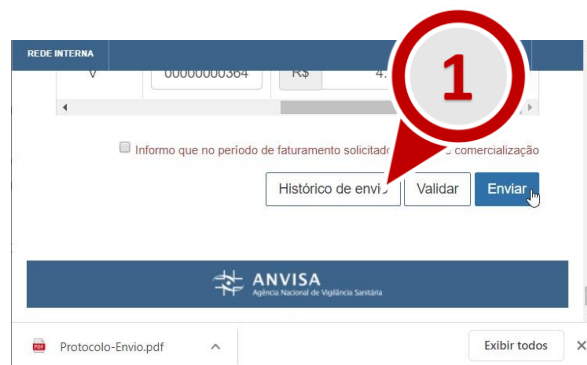 REDE INTERNA
V 00000000364 R$ 4.
1
Informo que no período de faturamento solicitado comercialização
Histórico de envio Validar Enviar
ANVISA
Agência Nacional de Vigilância Sanitária
Protocolo-Envio.pdf Exibir todos